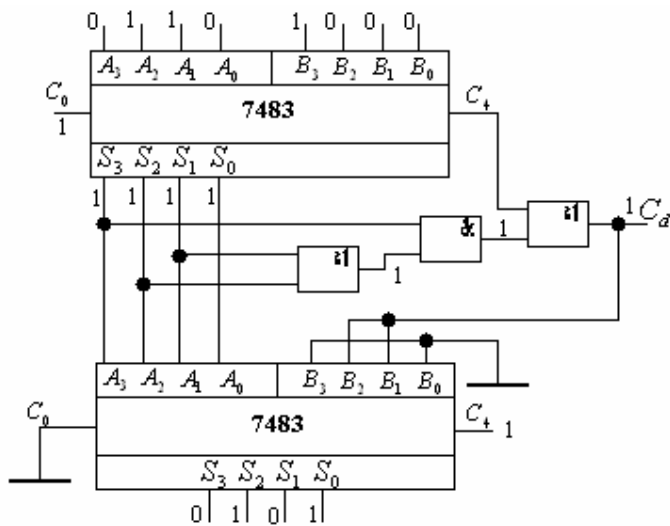 0 1 1 0 1 0 0 0
A3 A2 A1 A0 B3 B2 B1 B0
C0 7483 C4
1
S3 S2 S1 S0
1 1 1 1
≥1 1 Cd
& 1
≥1 1
A3 A2 A1 A0 B3 B2 B1 B0
C0 7483 C4 1
S3 S2 S1 S0
0 1 0 1